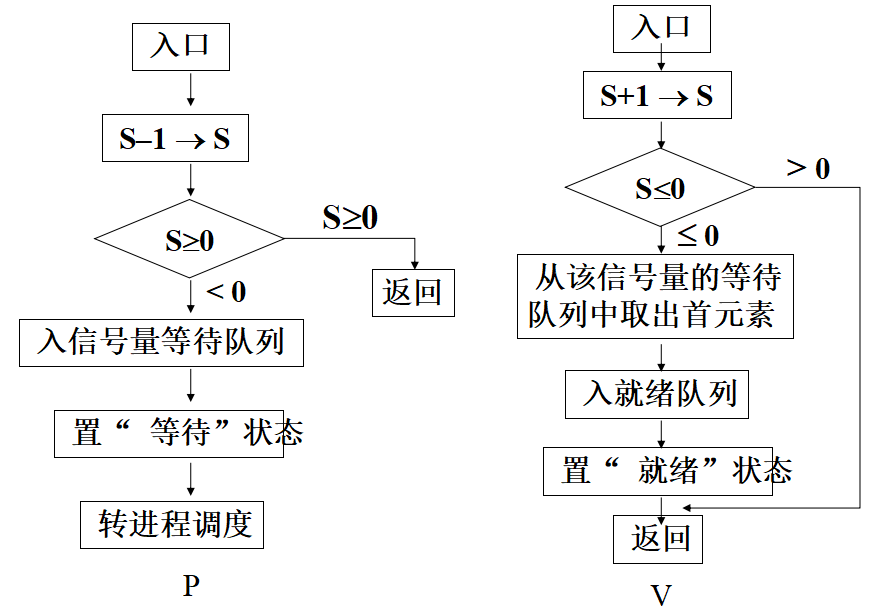 入口
S–1 → S
S≥0
S≥0
返回
< 0
入信号量等待队列
置“ 等待”状态
转进程调度
P
入口
S+1 → S
S≤0
> 0
≤ 0
从该信号量的等待
队列中取出首元素
入就绪队列
置“ 就绪”状态
返回
V